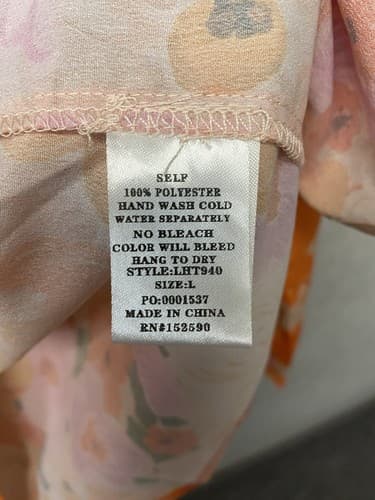 SELF
100% POLYESTER
HAND WASH COLD
WATER SEPARATELY
NO BLEACH
COLOR WILL BLEED
HANG TO DRY
STYLE:LHT940
SIZE:L
PO:0001537
MADE IN CHINA
RN#152590